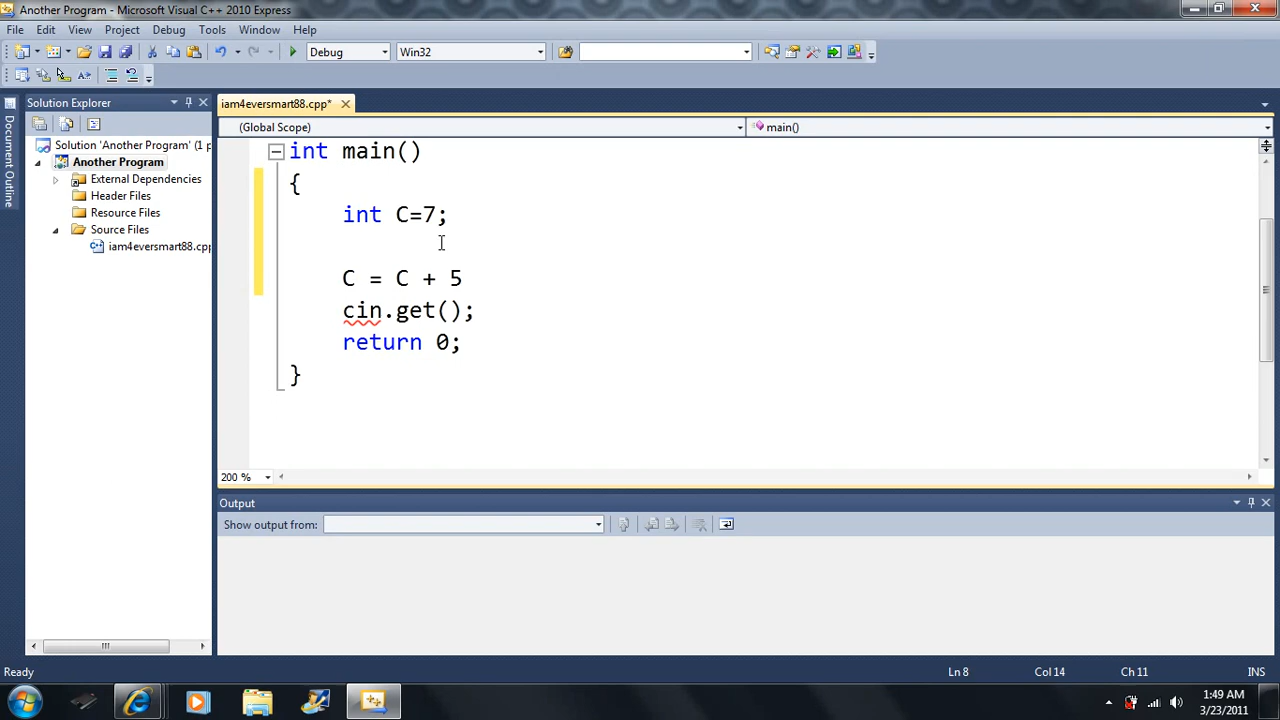 Another Program - Microsoft Visual C++ 2010 Express
File Edit View Project Debug Tools Window Help
Debug Win32
Solution Explorer
iam4eversmart88.cpp*
Document Outline
(Global Scope) main()
Solution 'Another Program' (1 p
Another Program
External Dependencies
Header Files
Resource Files
Source Files
iam4eversmart88.cpp
int main()
{
int C=7;
C = C + 5
cin.get();
return 0;
}
200 %
Output
Show output from:
Ready Ln 8 Col 14 Ch 11 INS
1:49 AM
3/23/2011